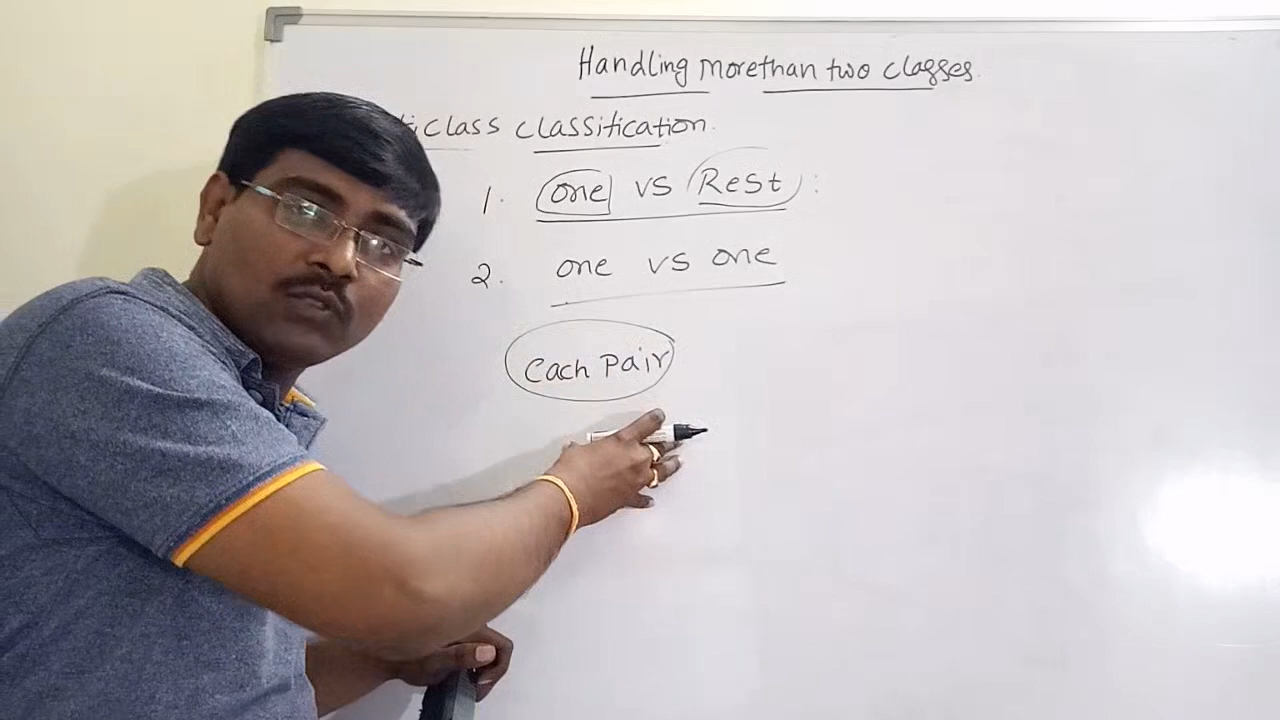 Handling morethan two classes.
class classification.
1. one vs Rest :
2. one vs one
each pair